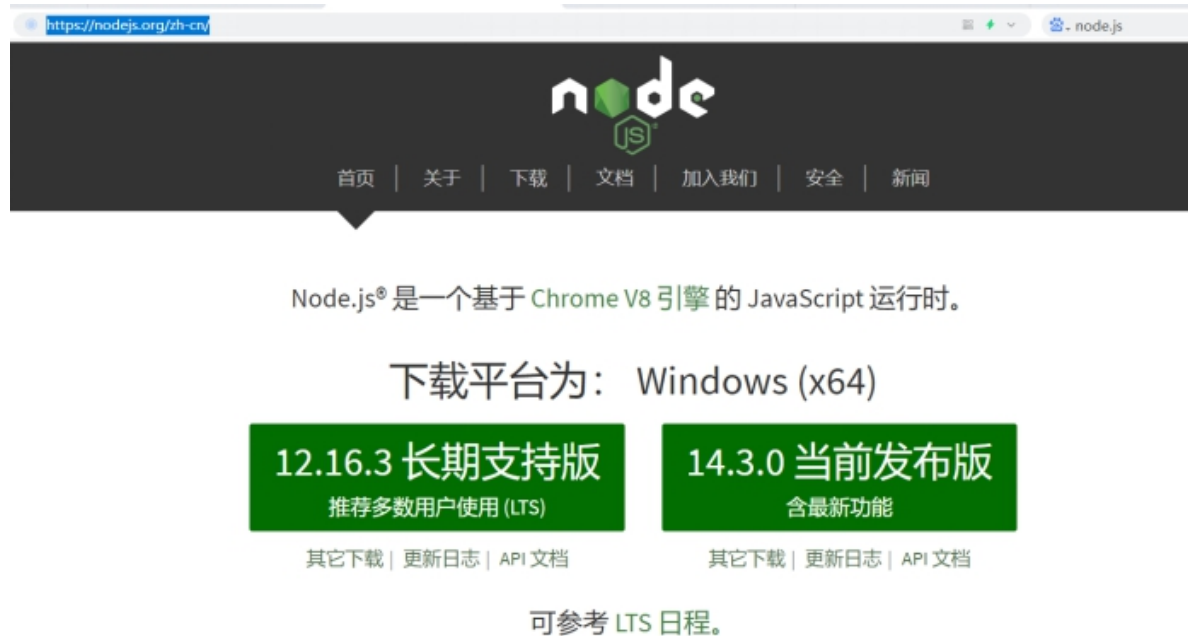 https://nodejs.org/zh-cn/ node.js
node
JS
首页 | 关于 | 下载 | 文档 | 加入我们 | 安全 | 新闻
Node.js® 是一个基于 Chrome V8 引擎 的 JavaScript 运行时。
下载平台为： Windows (x64)
12.16.3 长期支持版 14.3.0 当前发布版
推荐多数用户使用 (LTS) 含最新功能
其它下载 | 更新日志 | API 文档 其它下载 | 更新日志 | API 文档
可参考 LTS 日程。